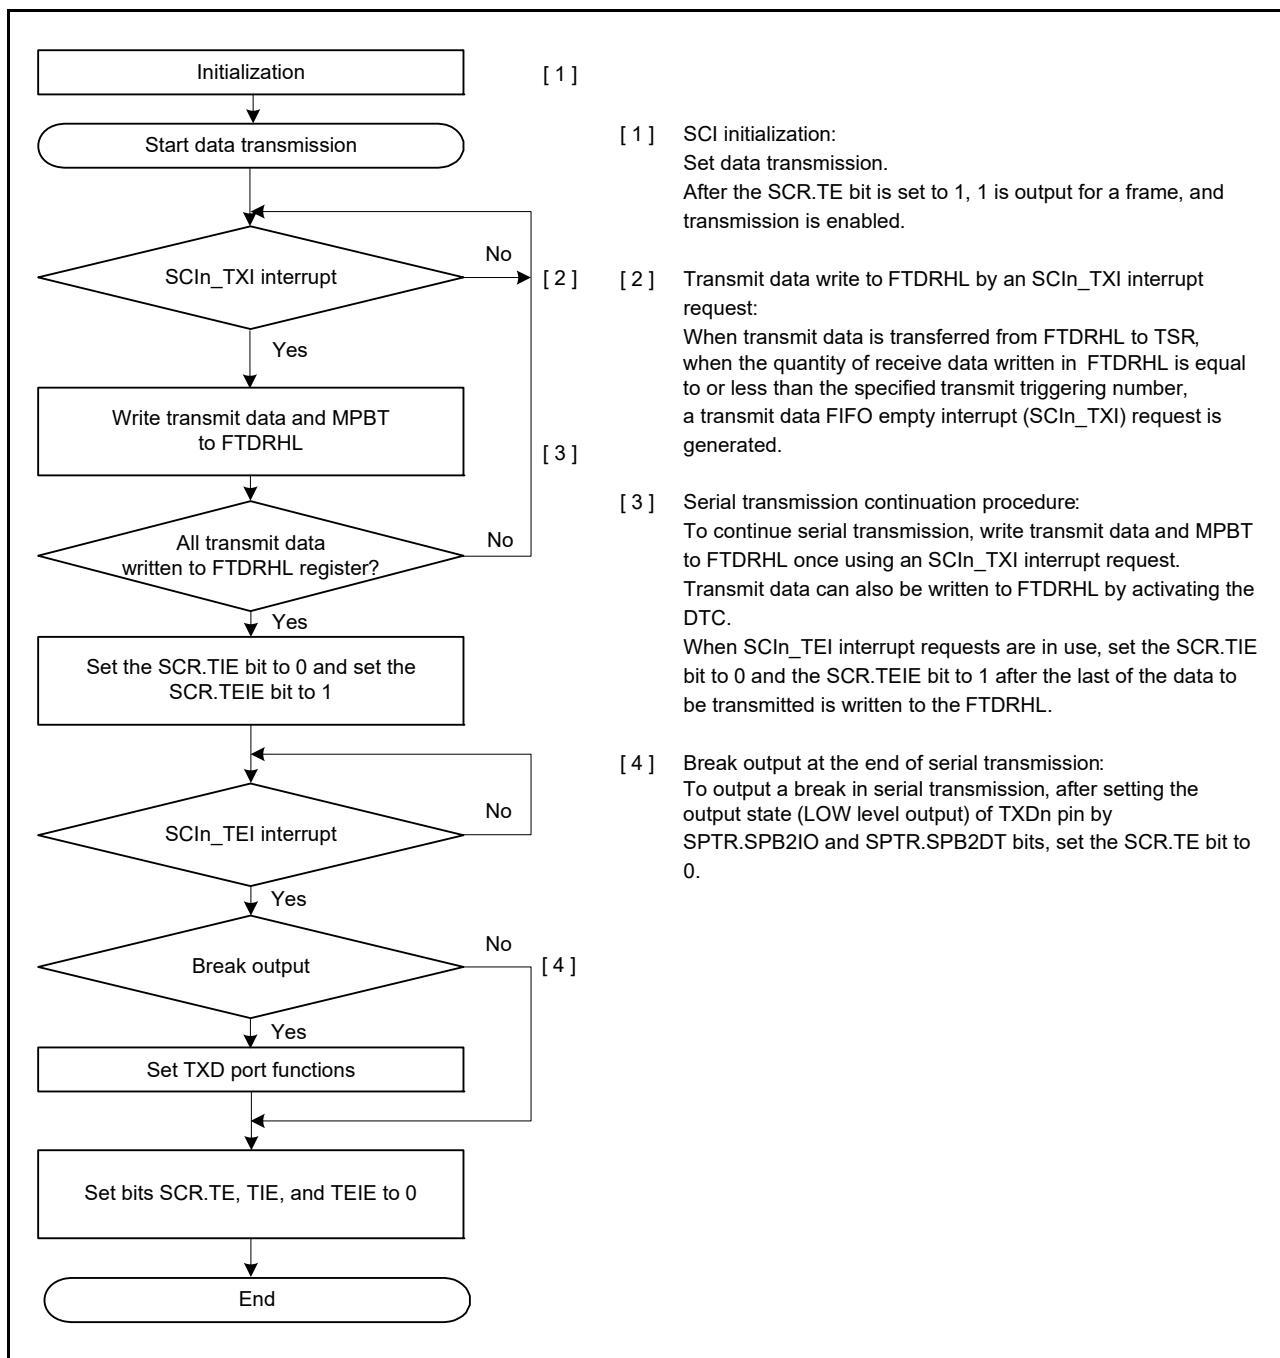 Initialization
[ 1 ]
Start data transmission
SCIn_TXI interrupt
No
[ 2 ]
Yes
Write transmit data and MPBT
to FTDRHL
[ 3 ]
All transmit data
written to FTDRHL register?
No
Yes
Set the SCR.TIE bit to 0 and set the
SCR.TEIE bit to 1
SCIn_TEI interrupt
No
Yes
Break output
No
[ 4 ]
Yes
Set TXD port functions
Set bits SCR.TE, TIE, and TEIE to 0
End
[ 1 ] SCI initialization:
Set data transmission.
After the SCR.TE bit is set to 1, 1 is output for a frame, and
transmission is enabled.
[ 2 ] Transmit data write to FTDRHL by an SCIn_TXI interrupt
request:
When transmit data is transferred from FTDRHL to TSR,
when the quantity of receive data written in FTDRHL is equal
to or less than the specified transmit triggering number,
a transmit data FIFO empty interrupt (SCIn_TXI) request is
generated.
[ 3 ] Serial transmission continuation procedure:
To continue serial transmission, write transmit data and MPBT
to FTDRHL once using an SCIn_TXI interrupt request.
Transmit data can also be written to FTDRHL by activating the
DTC.
When SCIn_TEI interrupt requests are in use, set the SCR.TIE
bit to 0 and the SCR.TEIE bit to 1 after the last of the data to
be transmitted is written to the FTDRHL.
[ 4 ] Break output at the end of serial transmission:
To output a break in serial transmission, after setting the
output state (LOW level output) of TXDn pin by
SPTR.SPB2IO and SPTR.SPB2DT bits, set the SCR.TE bit to
0.